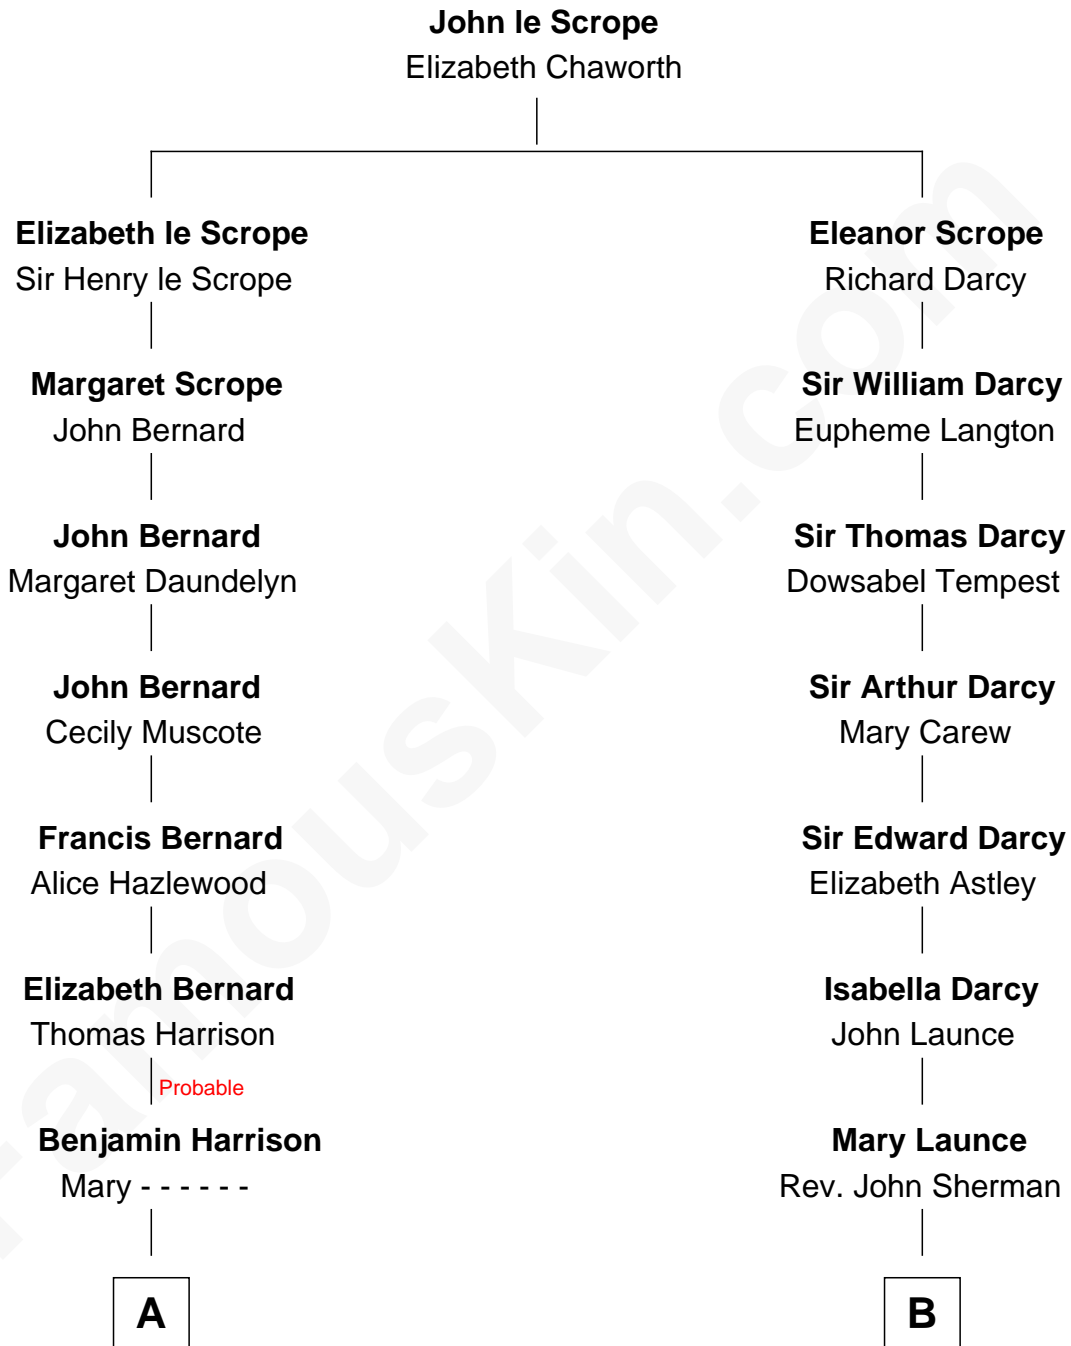 John le Scrope
Elizabeth Chaworth
Elizabeth le Scrope
Sir Henry le Scrope
Eleanor Scrope
Richard Darcy
Margaret Scrope
John Bernard
Sir William Darcy
Eupheme Langton
John Bernard
Margaret Daundelyn
Sir Thomas Darcy
Dowsabel Tempest
John Bernard
Cecily Muscote
Sir Arthur Darcy
Mary Carew
Francis Bernard
Alice Hazlewood
Sir Edward Darcy
Elizabeth Astley
Elizabeth Bernard
Thomas Harrison
Isabella Darcy
John Launce
Probable
Benjamin Harrison
Mary - - - - - -
Mary Launce
Rev. John Sherman
A
B
FamousKin.com